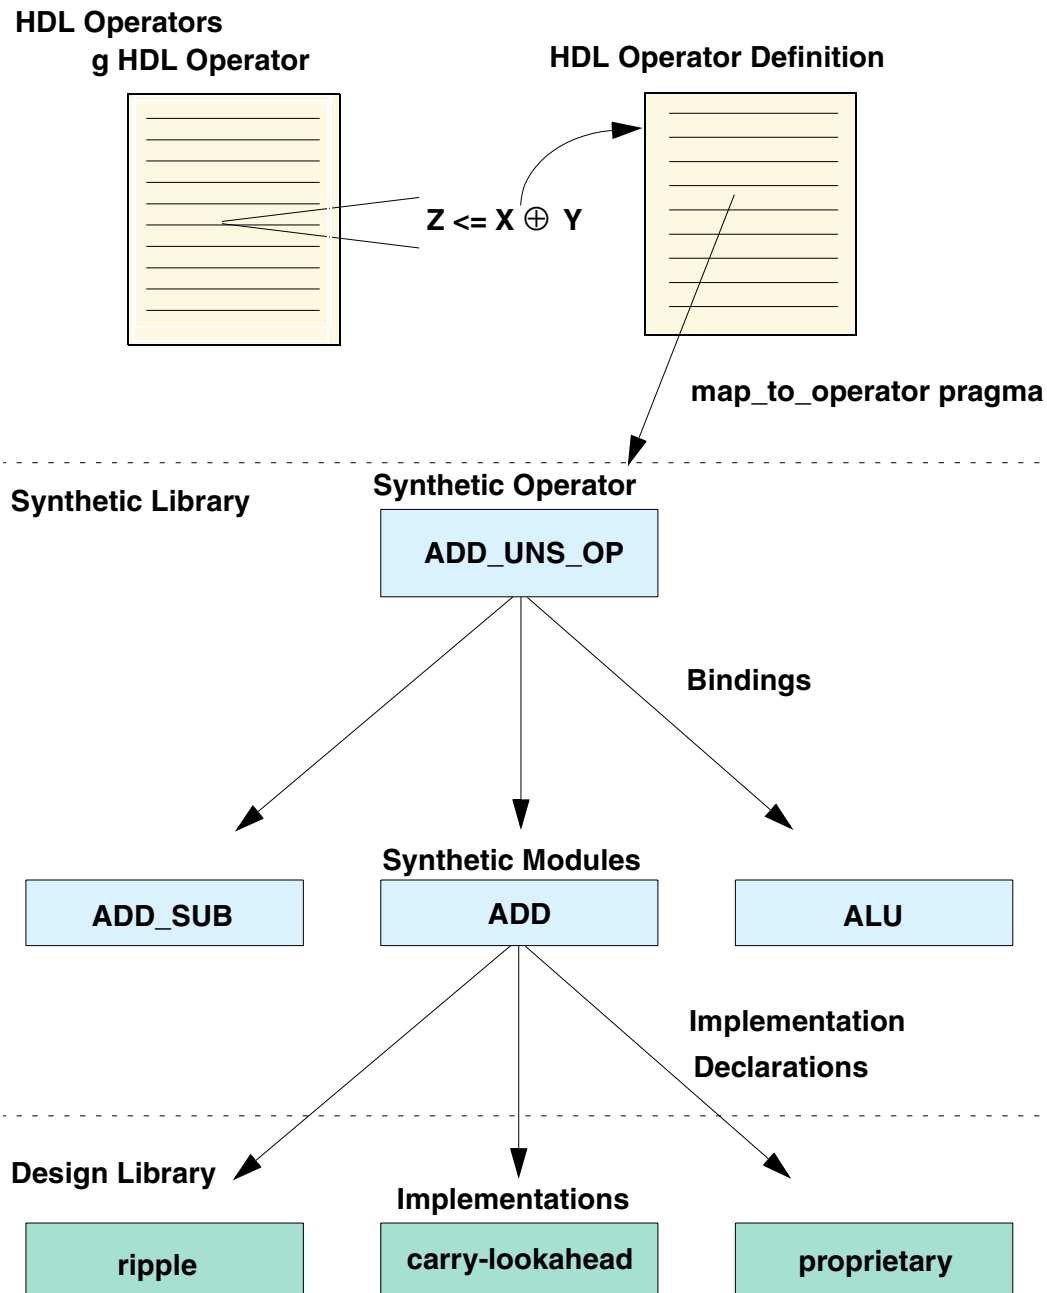 HDL Operators
g HDL Operator
HDL Operator Definition
Z <= X ⊕ Y
map_to_operator pragma
Synthetic Library
Synthetic Operator
ADD_UNS_OP
Bindings
Synthetic Modules
ADD_SUB
ADD
ALU
Implementation
Declarations
Design Library
Implementations
ripple
carry-lookahead
proprietary